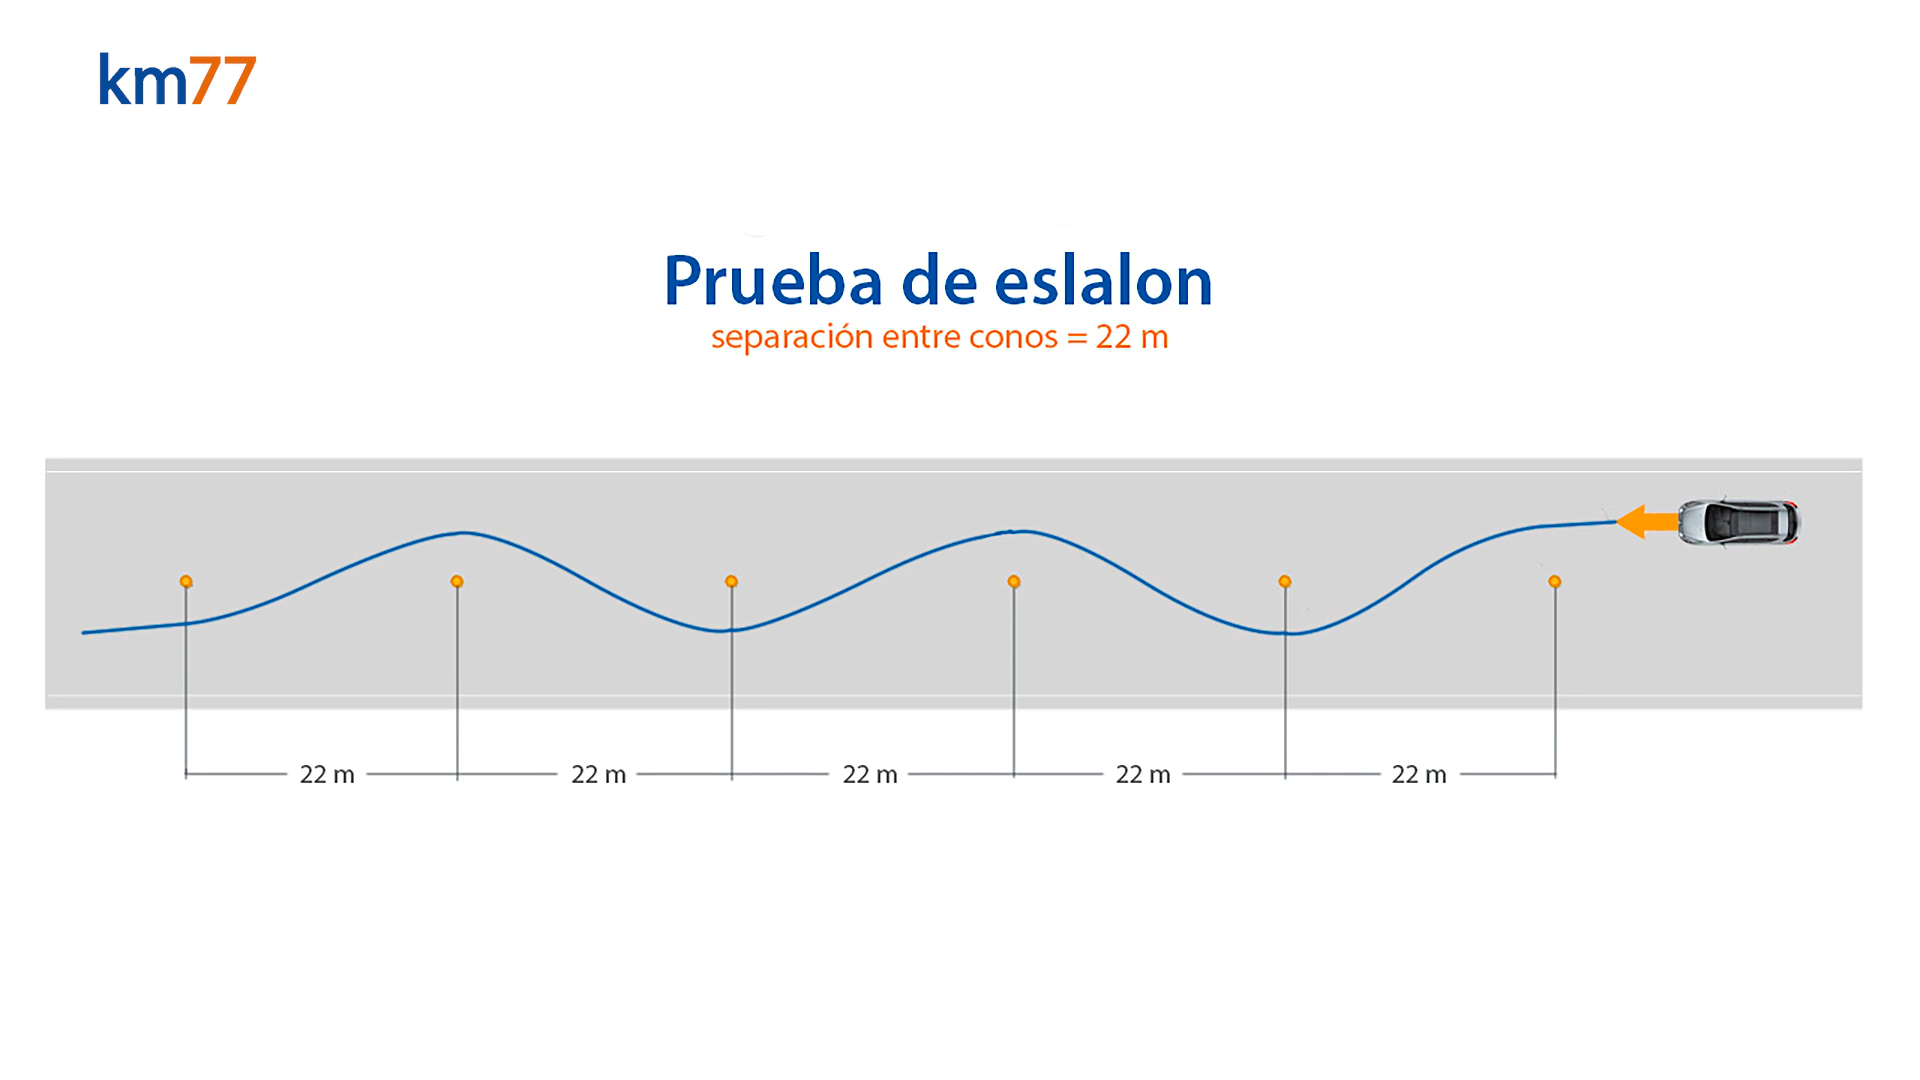 km77
Prueba de eslalon
separación entre conos = 22 m
22 m
22 m
22 m
22 m
22 m